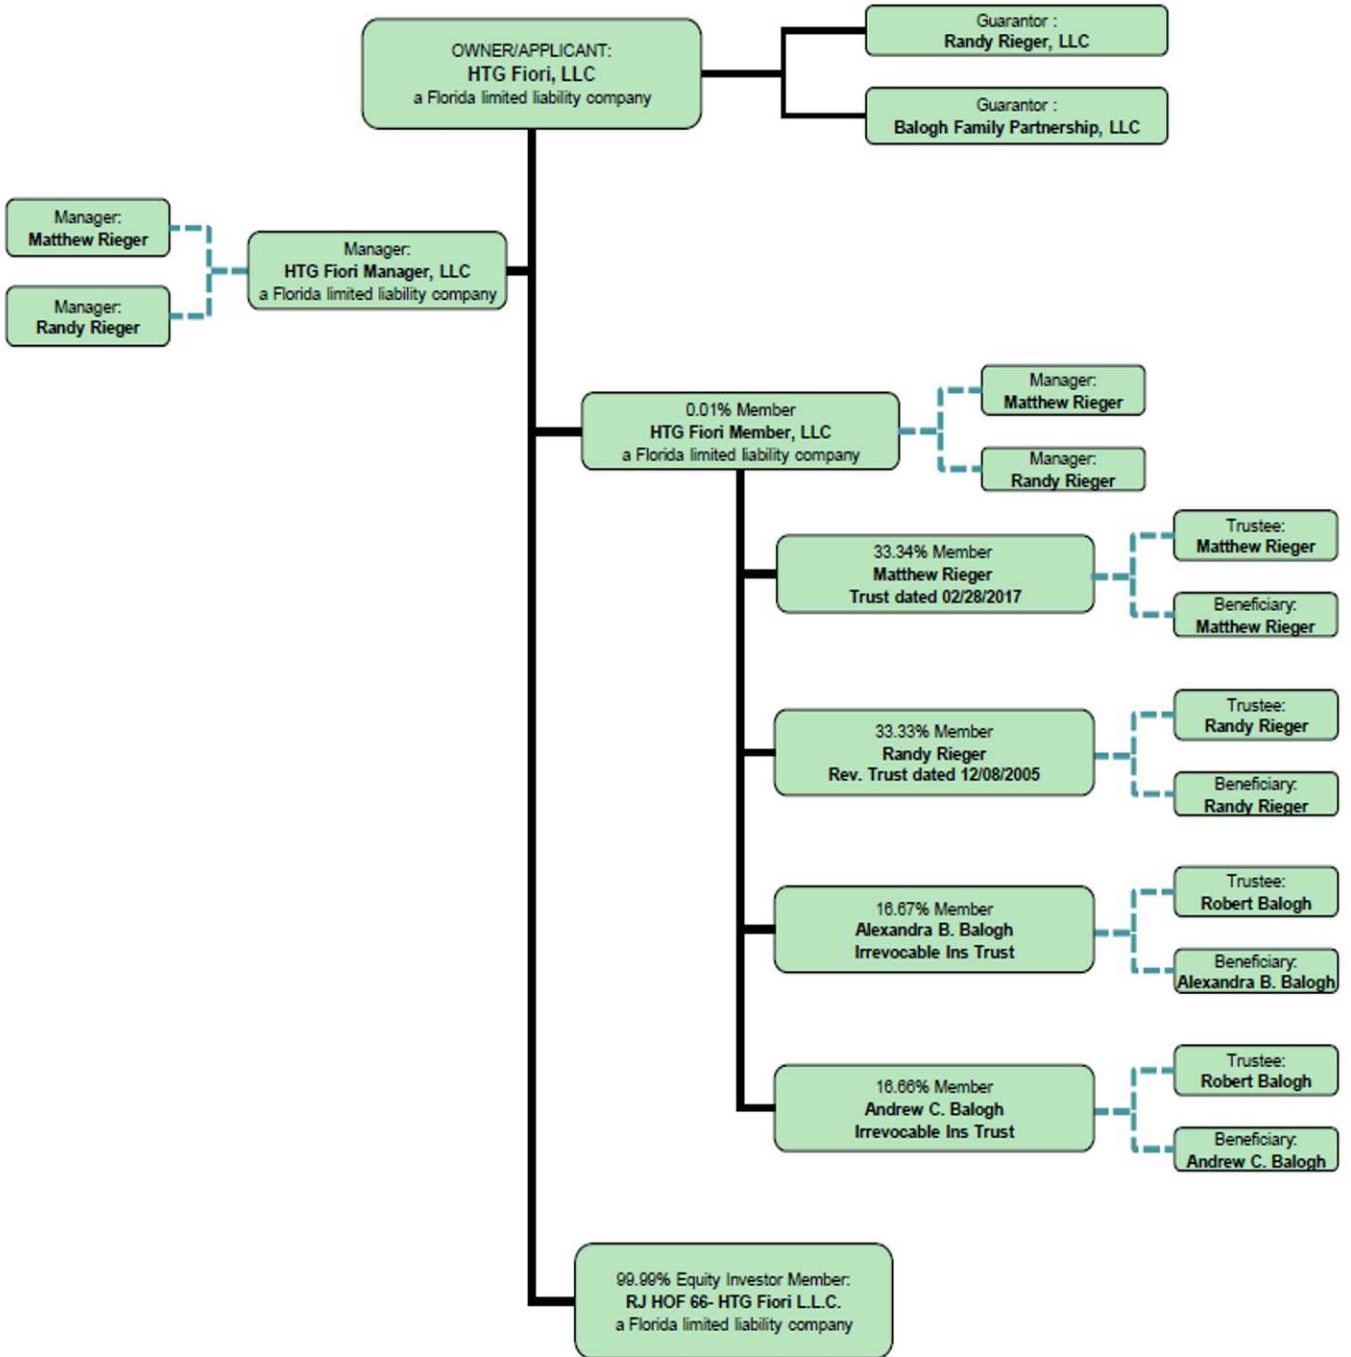 OWNER/APPLICANT:
HTG Fiori, LLC
a Florida limited liability company
Guarantor :
Randy Rieger, LLC
Guarantor :
Balogh Family Partnership, LLC
Manager:
Matthew Rieger
Manager:
Randy Rieger
Manager:
HTG Fiori Manager, LLC
a Florida limited liability company
0.01% Member
HTG Fiori Member, LLC
a Florida limited liability company
Manager:
Matthew Rieger
Manager:
Randy Rieger
33.34% Member
Matthew Rieger
Trust dated 02/28/2017
Trustee:
Matthew Rieger
Beneficiary:
Matthew Rieger
33.33% Member
Randy Rieger
Rev. Trust dated 12/08/2005
Trustee:
Randy Rieger
Beneficiary:
Randy Rieger
16.67% Member
Alexandra B. Balogh
Irrevocable Ins Trust
Trustee:
Robert Balogh
Beneficiary:
Alexandra B. Balogh
16.66% Member
Andrew C. Balogh
Irrevocable Ins Trust
Trustee:
Robert Balogh
Beneficiary:
Andrew C. Balogh
99.99% Equity Investor Member:
RJ HOF 66- HTG Fiori L.L.C.
a Florida limited liability company